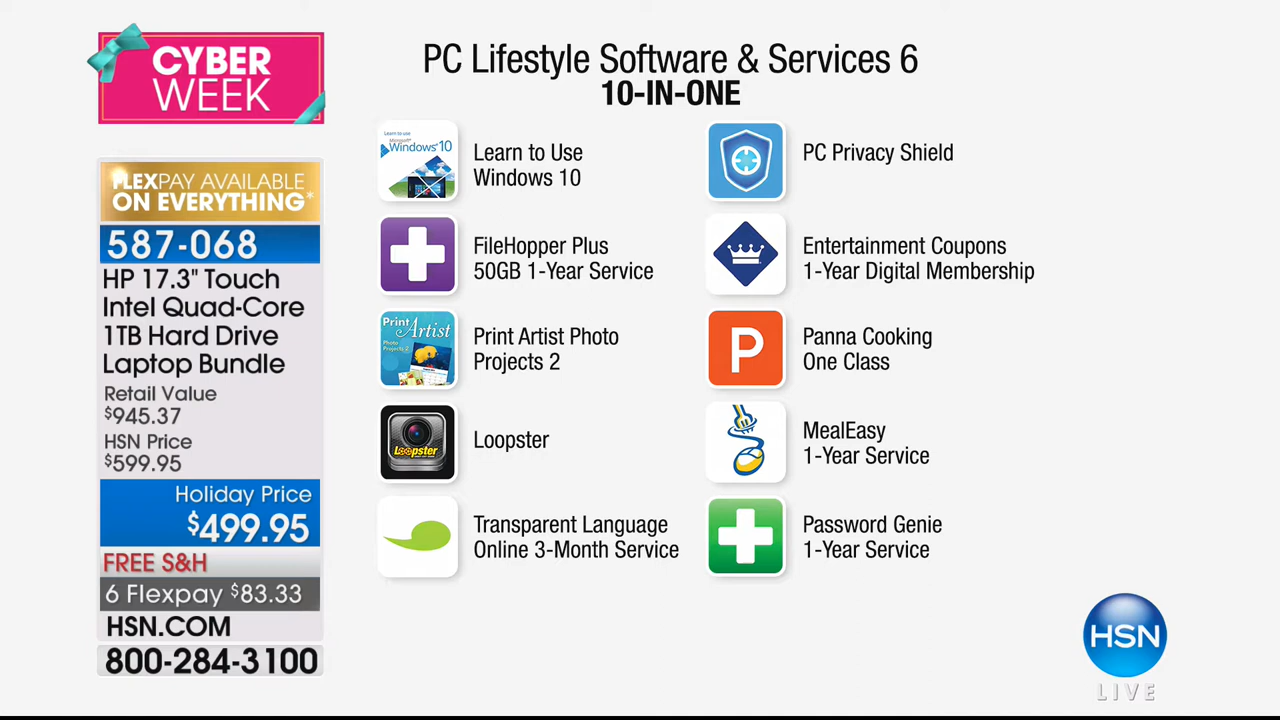 CYBER
WEEK
FLEXPAY AVAILABLE
ON EVERYTHING*
587-068
HP 17.3" Touch
Intel Quad-Core
1TB Hard Drive
Laptop Bundle
Retail Value
$945.37
HSN Price
$599.95
Holiday Price
$499.95
FREE S&H
6 Flexpay $83.33
HSN.COM
800-284-3100
PC Lifestyle Software & Services 6
10-IN-ONE
Learn to use
Microsoft
Windows 10
Learn to Use
Windows 10
FileHopper Plus
50GB 1-Year Service
Print
Artist
Photo
Projects 2
Print Artist Photo
Projects 2
Loopster
Loopster
Transparent Language
Online 3-Month Service
PC Privacy Shield
Entertainment Coupons
1-Year Digital Membership
P
Panna Cooking
One Class
MealEasy
1-Year Service
Password Genie
1-Year Service
HSN
LIVE